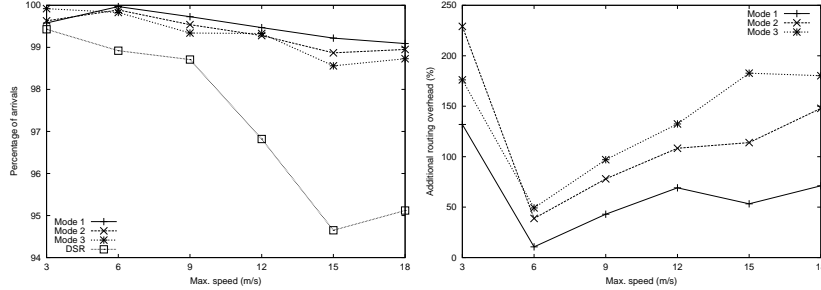 100
99
98
97
96
95
94
Percentage of arrivals
Mode 1
Mode 2
Mode 3
DSR
3 6 9 12 15 18
Max. speed (m/s)
250
200
150
100
50
0
Additional routing overhead (%)
Mode 1
Mode 2
Mode 3
3 6 9 12 15
Max. speed (m/s)